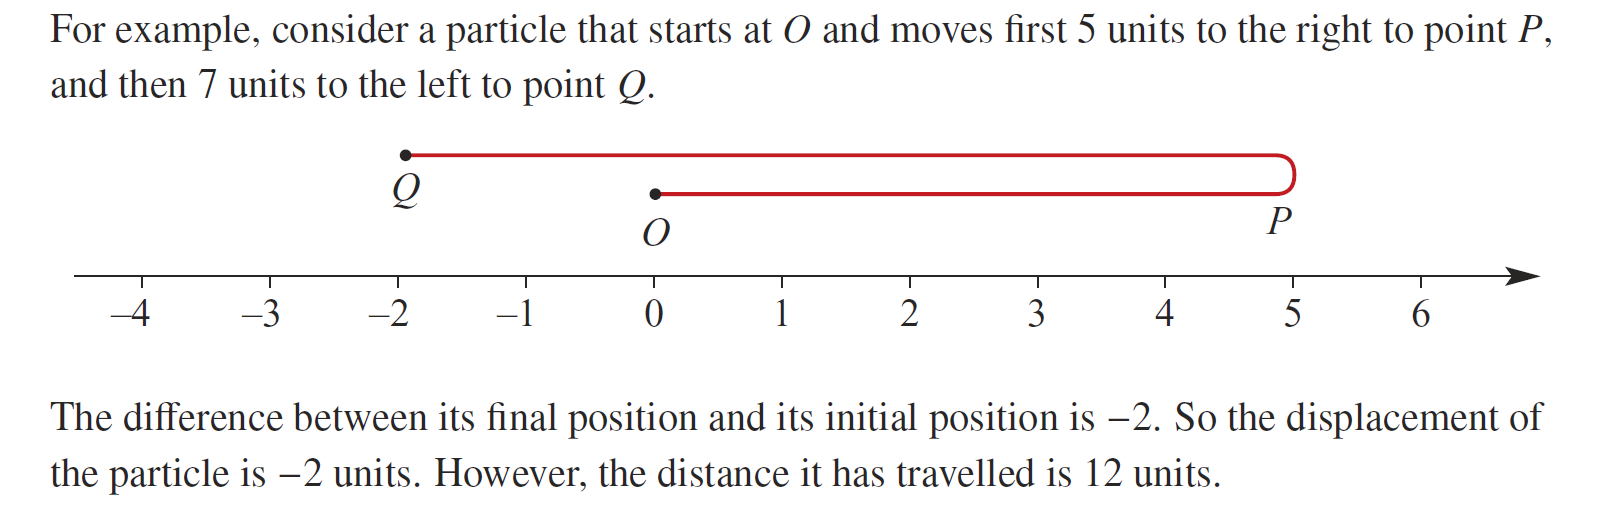 For example, consider a particle that starts at O and moves first 5 units to the right to point P,
and then 7 units to the left to point Q.
Q
O
P
–4 –3 –2 –1 0 1 2 3 4 5 6
The difference between its final position and its initial position is −2. So the displacement of
the particle is −2 units. However, the distance it has travelled is 12 units.